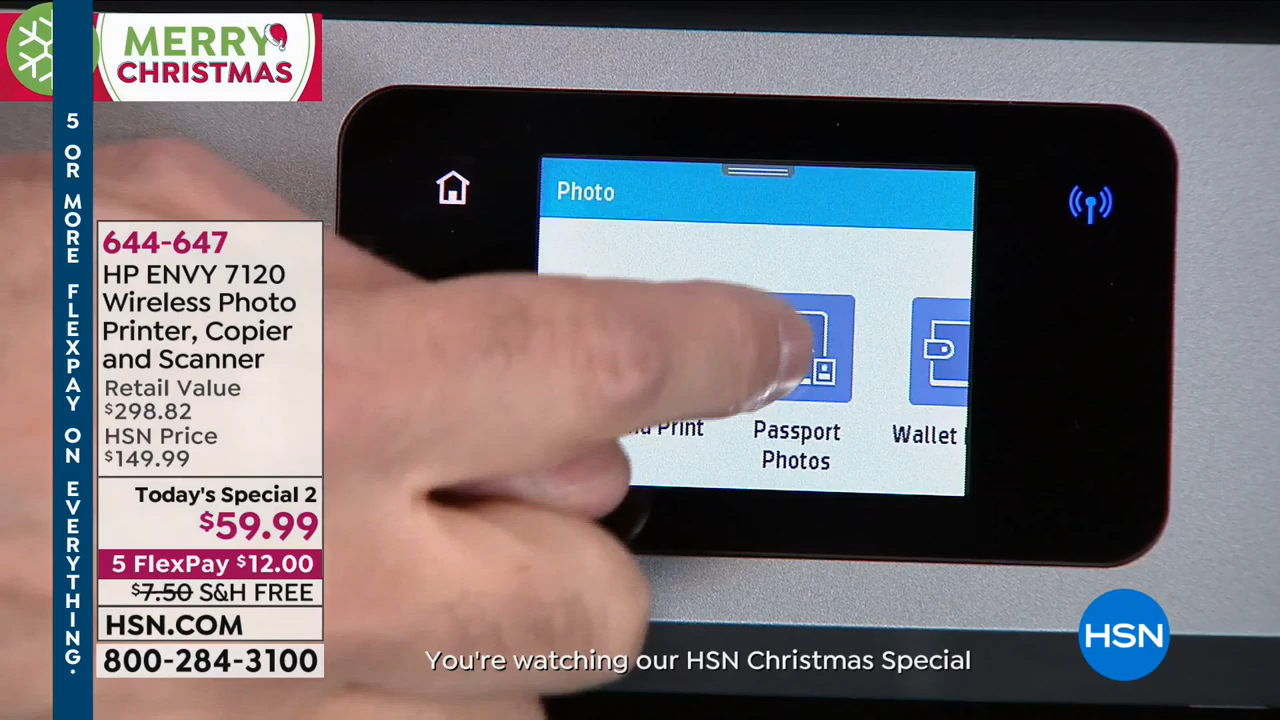 MERRY
CHRISTMAS
5 OR MORE FLEXPAY ON EVERYTHING.
644-647
HP ENVY 7120
Wireless Photo
Printer, Copier
and Scanner
Retail Value
$298.82
HSN Price
$149.99
Today's Special 2
$59.99
5 FlexPay $12.00
$7.50 S&H FREE
HSN.COM
800-284-3100
Photo
Print
Passport
Photos
Wallet
You're watching our HSN Christmas Special
HSN